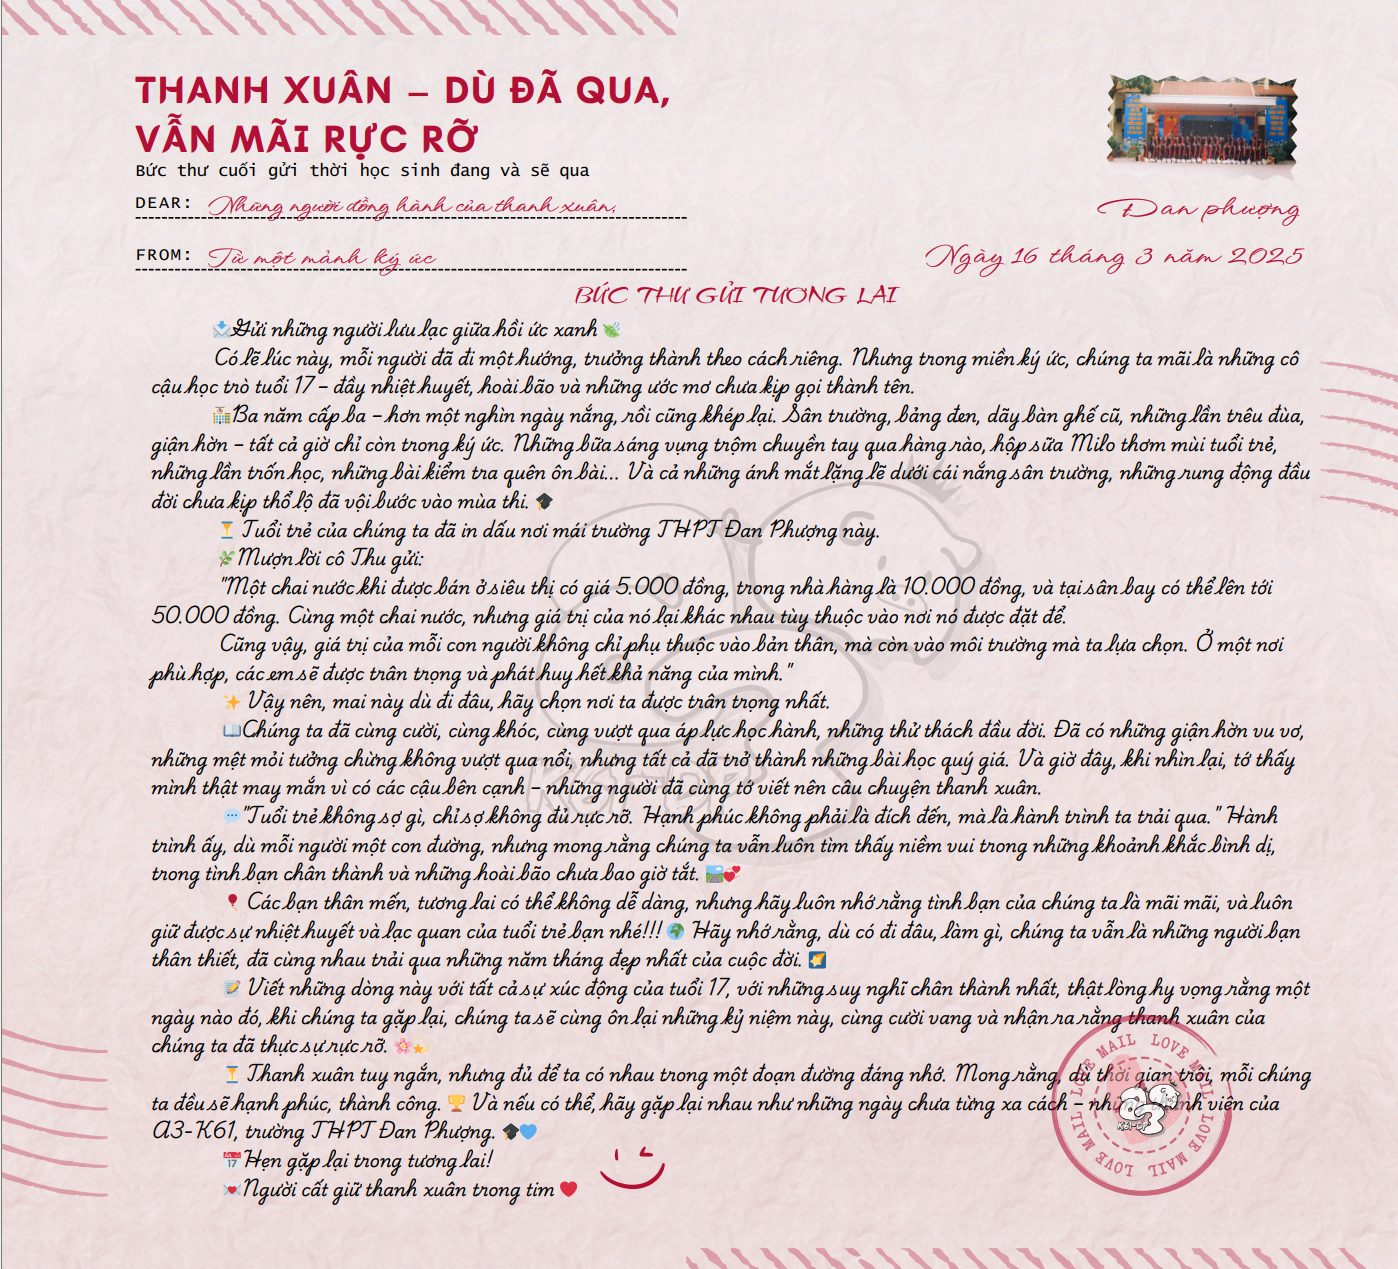 THANH XUÂN – DÙ ĐÃ QUA,
VẪN MÃI RỰC RỠ
Bức thư cuối gửi thời học sinh đang và sẽ qua
DEAR: Những người đồng hành của thanh xuân,
FROM: Từ một mảnh ký ức
Đan phượng
Ngày 16 tháng 3 năm 2025
BỨC THƯ GỬI TƯƠNG LAI
📩Gửi những người lưu lạc giữa hồi ức xanh 🍃
Có lẽ lúc này, mỗi người đã đi một hướng, trưởng thành theo cách riêng. Nhưng trong miền ký ức, chúng ta mãi là những cô
cậu học trò tuổi 17 – đầy nhiệt huyết, hoài bão và những ước mơ chưa kịp gọi thành tên.
🏫Ba năm cấp ba – hơn một nghìn ngày nắng, rồi cũng khép lại. Sân trường, bảng đen, dãy bàn ghế cũ, những lần trêu đùa,
giận hờn – tất cả giờ chỉ còn trong ký ức. Những bữa sáng vụng trộm chuyền tay qua hàng rào, hộp sữa Milo thơm mùi tuổi trẻ,
những lần trốn học, những bài kiểm tra quên ôn bài... Và cả những ánh mắt lặng lẽ dưới cái nắng sân trường, những rung động đầu
đời chưa kịp thổ lộ đã vội bước vào mùa thi. 🎓
⏳ Tuổi trẻ của chúng ta đã in dấu nơi mái trường THPT Đan Phượng này.
🌿Mượn lời cô Thu gửi:
"Một chai nước khi được bán ở siêu thị có giá 5.000 đồng, trong nhà hàng là 10.000 đồng, và tại sân bay có thể lên tới
50.000 đồng. Cùng một chai nước, nhưng giá trị của nó lại khác nhau tùy thuộc vào nơi nó được đặt để.
Cũng vậy, giá trị của mỗi con người không chỉ phụ thuộc vào bản thân, mà còn vào môi trường mà ta lựa chọn. Ở một nơi
phù hợp, các em sẽ được trân trọng và phát huy hết khả năng của mình."
✨ Vậy nên, mai này dù đi đâu, hãy chọn nơi ta được trân trọng nhất.
📖Chúng ta đã cùng cười, cùng khóc, cùng vượt qua áp lực học hành, những thử thách đầu đời. Đã có những giận hờn vu vơ,
những mệt mỏi tưởng chừng không vượt qua nổi, nhưng tất cả đã trở thành những bài học quý giá. Và giờ đây, khi nhìn lại, tớ thấy
mình thật may mắn vì có các cậu bên cạnh – những người đã cùng tớ viết nên câu chuyện thanh xuân.
💬"Tuổi trẻ không sợ gì, chỉ sợ không đủ rực rỡ. Hạnh phúc không phải là đích đến, mà là hành trình ta trải qua." Hành
trình ấy, dù mỗi người một con đường, nhưng mong rằng chúng ta vẫn luôn tìm thấy niềm vui trong những khoảnh khắc bình dị,
trong tình bạn chân thành và những hoài bão chưa bao giờ tắt. 🏞️💞
🎈 Các bạn thân mến, tương lai có thể không dễ dàng, nhưng hãy luôn nhớ rằng tình bạn của chúng ta là mãi mãi, và luôn
giữ được sự nhiệt huyết và lạc quan của tuổi trẻ bạn nhé!!! 🌍 Hãy nhớ rằng, dù có đi đâu, làm gì, chúng ta vẫn là những người bạn
thân thiết, đã cùng nhau trải qua những năm tháng đẹp nhất của cuộc đời. 🌠
📝 Viết những dòng này với tất cả sự xúc động của tuổi 17, với những suy nghĩ chân thành nhất, thật lòng hy vọng rằng một
ngày nào đó, khi chúng ta gặp lại, chúng ta sẽ cùng ôn lại những kỷ niệm này, cùng cười vang và nhận ra rằng thanh xuân của
chúng ta đã thực sự rực rỡ. 🌸💫
⏳ Thanh xuân tuy ngắn, nhưng đủ để ta có nhau trong một đoạn đường đáng nhớ. Mong rằng, dù thời gian trôi, mỗi chúng
ta đều sẽ hạnh phúc, thành công. 🏆 Và nếu có thể, hãy gặp lại nhau như những ngày chưa từng xa cách - những thành viên của
A3-K61, trường THPT Đan Phượng. 🎓💙
📅Hẹn gặp lại trong tương lai!
💌Người cất giữ thanh xuân trong tim ❤️
LOVE MAIL LOVE MAIL LOVE MAIL LOVE MAIL
K61-ĐP
K61-ĐP